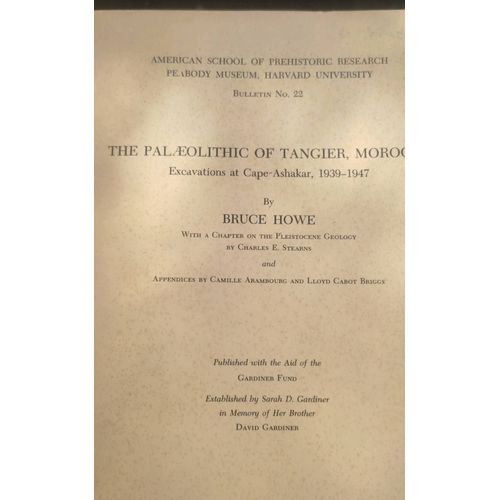 AMERICAN SCHOOL OF PREHISTORIC RESEARCH
PEABODY MUSEUM, HARVARD UNIVERSITY
BULLETIN NO. 22
THE PALÆOLITHIC OF TANGIER, MOROC
Excavations at Cape-Ashakar, 1939–1947
By
BRUCE HOWE
WITH A CHAPTER ON THE PLEISTOCENE GEOLOGY
BY CHARLES E. STEARNS
and
APPENDICES BY CAMILLE ARAMBOURG AND LLOYD CABOT BRIGGS
Published with the Aid of the
GARDINER FUND
Established by Sarah D. Gardiner
in Memory of Her Brother
DAVID GARDINER